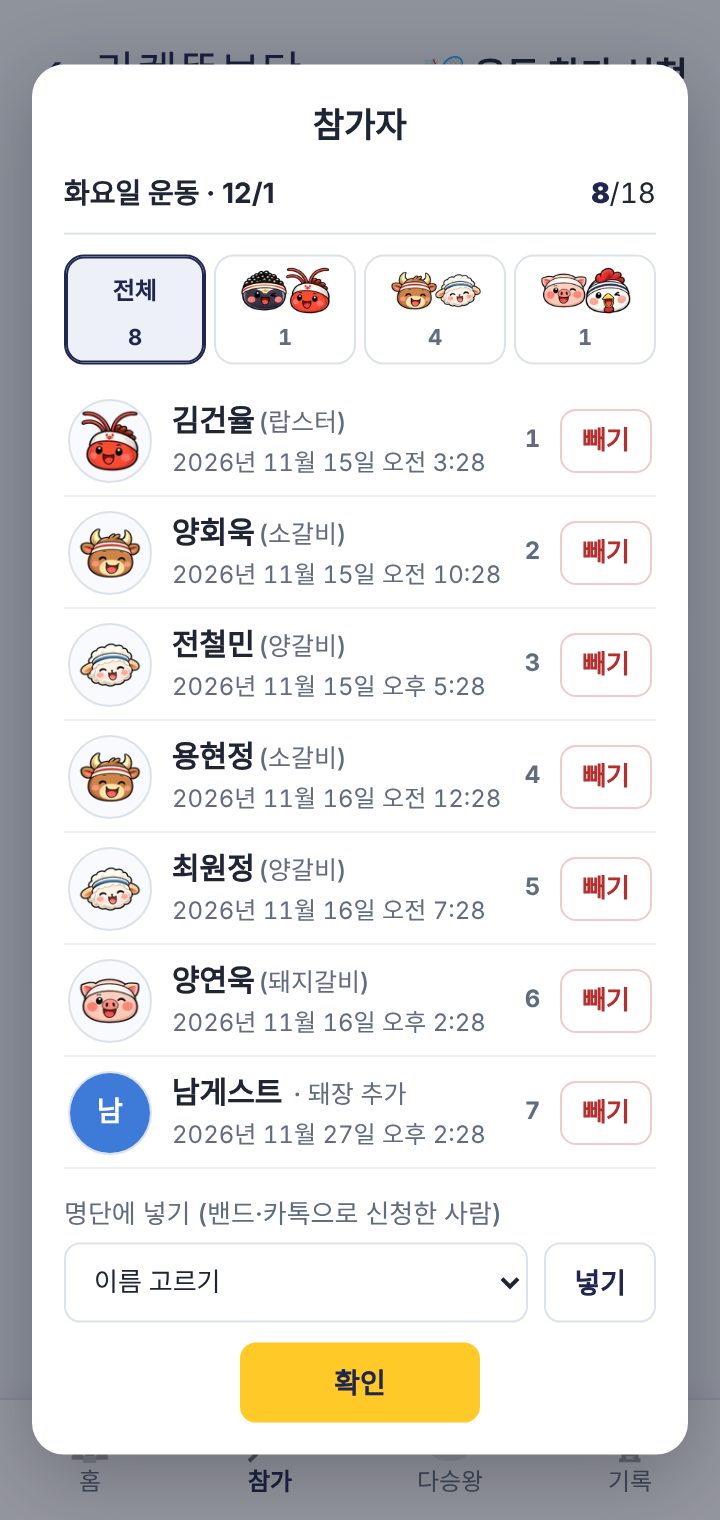 참가자
화요일 운동 · 12/1
8/18
전체
8
1
4
1
김건율 (랍스터)
2026년 11월 15일 오전 3:28
1
빼기
양회욱 (소갈비)
2026년 11월 15일 오전 10:28
2
빼기
전철민 (양갈비)
2026년 11월 15일 오후 5:28
3
빼기
용현정 (소갈비)
2026년 11월 16일 오전 12:28
4
빼기
최원정 (양갈비)
2026년 11월 16일 오전 7:28
5
빼기
양연욱 (돼지갈비)
2026년 11월 16일 오후 2:28
6
빼기
남
남게스트 · 돼장 추가
2026년 11월 27일 오후 2:28
7
빼기
명단에 넣기 (밴드·카톡으로 신청한 사람)
이름 고르기
넣기
확인
홈
참가
다승왕
기록